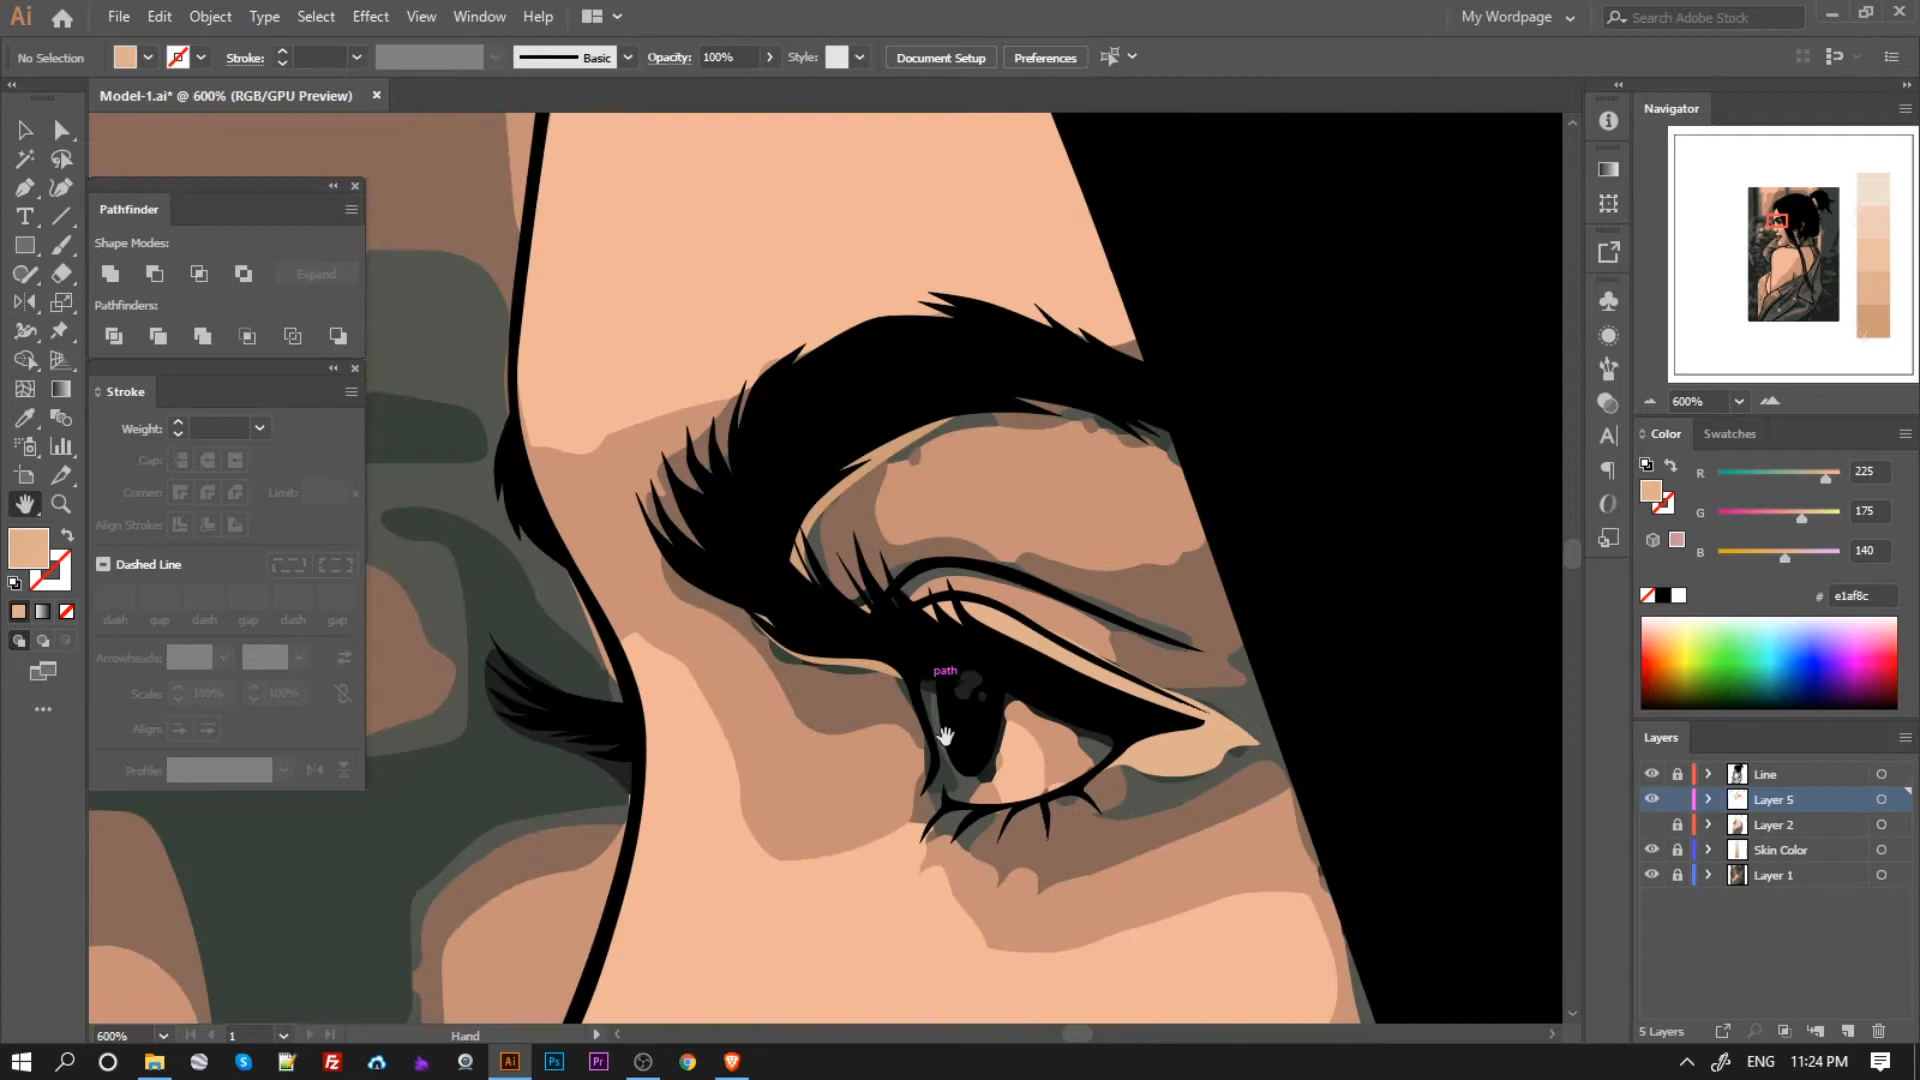 Ai File Edit Object Type Select Effect View Window Help My Wordpage Search Adobe Stock
No Selection Stroke: Basic Opacity: 100% Style: Document Setup Preferences
Model-1.ai* @ 600% (RGB/GPU Preview)
Navigator
Pathfinder
Shape Modes:
Expand
Pathfinders:
600%
Stroke
Color Swatches
Weight:
Cap:
R 225
Corner: Limit: x
G 175
Align Stroke:
B 140
Dashed Line
# e1af8c
dash gap dash gap dash gap
Arrowheads:
path
Scale: 100% 100%
Align:
Layers
Profile:
Line
Layer 5
Layer 2
Skin Color
Layer 1
5 Layers
600% 1 Hand
Ai Ps Pr ENG 11:24 PM